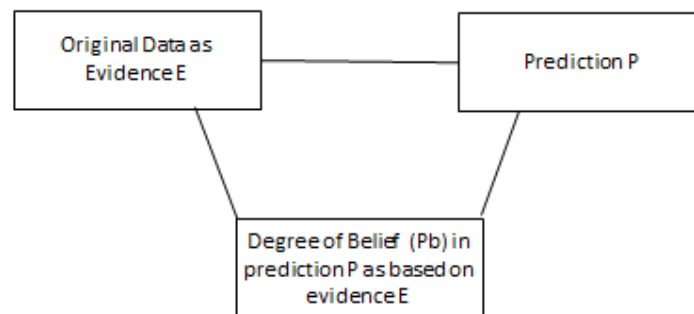 Original Data as
Evidence E
Prediction P
Degree of Belief (Pb) in
prediction P as based on
evidence E